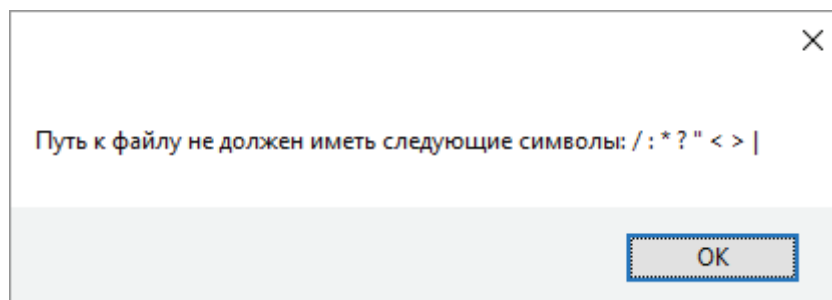 Путь к файлу не должен иметь следующие символы: / : * ? " < > |
OK